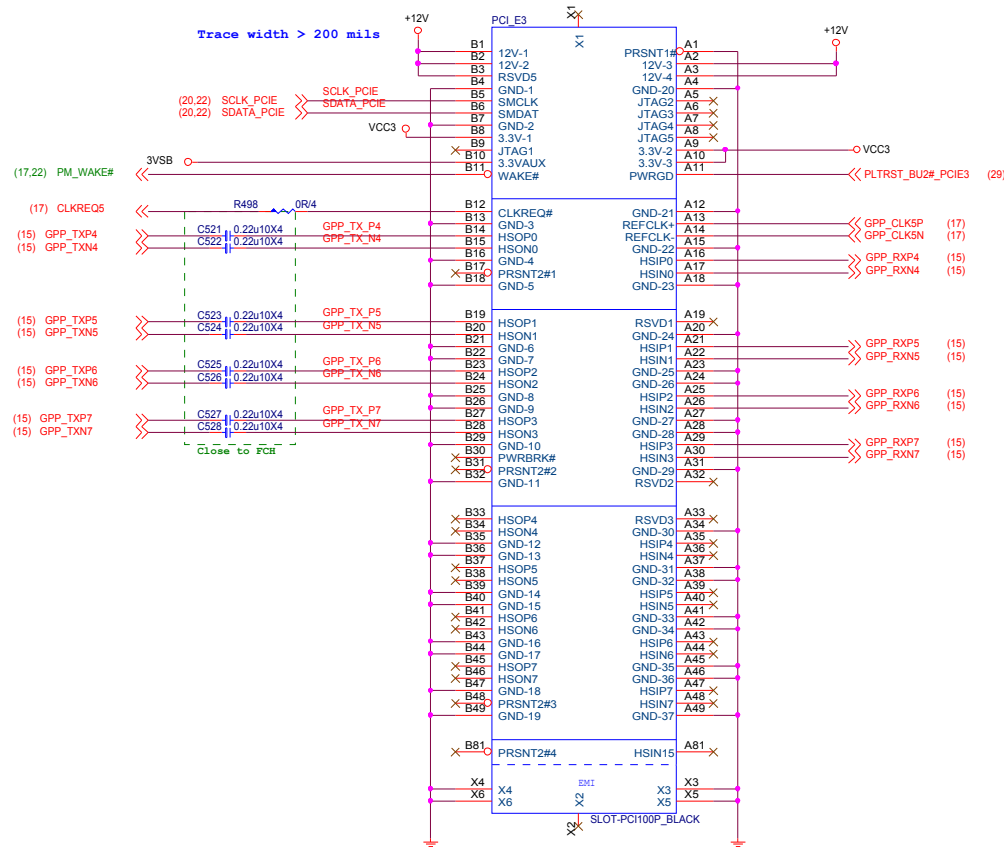 Trace width > 200 mils
+12V
PCI_E3
X1
X1
+12V
B1 12V-1 PRSNT1# A1
B2 12V-2 12V-3 A2
B3 RSVD5 12V-4 A3
B4 GND-1 GND-20 A4
(20,22) SCLK_PCIE SCLK_PCIE B5 SMCLK JTAG2 A5
(20,22) SDATA_PCIE SDATA_PCIE B6 SMDAT JTAG3 A6
B7 GND-2 JTAG4 A7
VCC3 B8 3.3V-1 JTAG5 A8
B9 JTAG1 3.3V-2 A9 VCC3
3VSB B10 3.3VAUX 3.3V-3 A10
(17,22) PM_WAKE# B11 WAKE# PWRGD A11 PLTRST_BU2#_PCIE3 (29)
(17) CLKREQ5 R498 0R/4 B12 CLKREQ# GND-21 A12
B13 GND-3 REFCLK+ A13 GPP_CLK5P (17)
(15) GPP_TXP4 C521 0.22u10X4 GPP_TX_P4 B14 HSOP0 REFCLK- A14 GPP_CLK5N (17)
(15) GPP_TXN4 C522 0.22u10X4 GPP_TX_N4 B15 HSON0 GND-22 A15
B16 GND-4 HSIP0 A16 GPP_RXP4 (15)
B17 PRSNT2#1 HSIN0 A17 GPP_RXN4 (15)
B18 GND-5 GND-23 A18
(15) GPP_TXP5 C523 0.22u10X4 GPP_TX_P5 B19 HSOP1 RSVD1 A19
(15) GPP_TXN5 C524 0.22u10X4 GPP_TX_N5 B20 HSON1 GND-24 A20
B21 GND-6 HSIP1 A21 GPP_RXP5 (15)
B22 GND-7 HSIN1 A22 GPP_RXN5 (15)
(15) GPP_TXP6 C525 0.22u10X4 GPP_TX_P6 B23 HSOP2 GND-25 A23
(15) GPP_TXN6 C526 0.22u10X4 GPP_TX_N6 B24 HSON2 GND-26 A24
B25 GND-8 HSIP2 A25 GPP_RXP6 (15)
B26 GND-9 HSIN2 A26 GPP_RXN6 (15)
(15) GPP_TXP7 C527 0.22u10X4 GPP_TX_P7 B27 HSOP3 GND-27 A27
(15) GPP_TXN7 C528 0.22u10X4 GPP_TX_N7 B28 HSON3 GND-28 A28
B29 GND-10 HSIP3 A29 GPP_RXP7 (15)
Close to FCH
B30 PWRBRK# HSIN3 A30 GPP_RXN7 (15)
B31 PRSNT2#2 GND-29 A31
B32 GND-11 RSVD2 A32
B33 HSOP4 RSVD3 A33
B34 HSON4 GND-30 A34
B35 GND-12 HSIP4 A35
B36 GND-13 HSIN4 A36
B37 HSOP5 GND-31 A37
B38 HSON5 GND-32 A38
B39 GND-14 HSIP5 A39
B40 GND-15 HSIN5 A40
B41 HSOP6 GND-33 A41
B42 HSON6 GND-34 A42
B43 GND-16 HSIP6 A43
B44 GND-17 HSIN6 A44
B45 HSOP7 GND-35 A45
B46 HSON7 GND-36 A46
B47 GND-18 HSIP7 A47
B48 PRSNT2#3 HSIN7 A48
B49 GND-19 GND-37 A49
B81 PRSNT2#4 HSIN15 A81
EMI
X4 X4 X3 X3
X6 X6 X2 X5 X5
X2
SLOT-PCI100P_BLACK